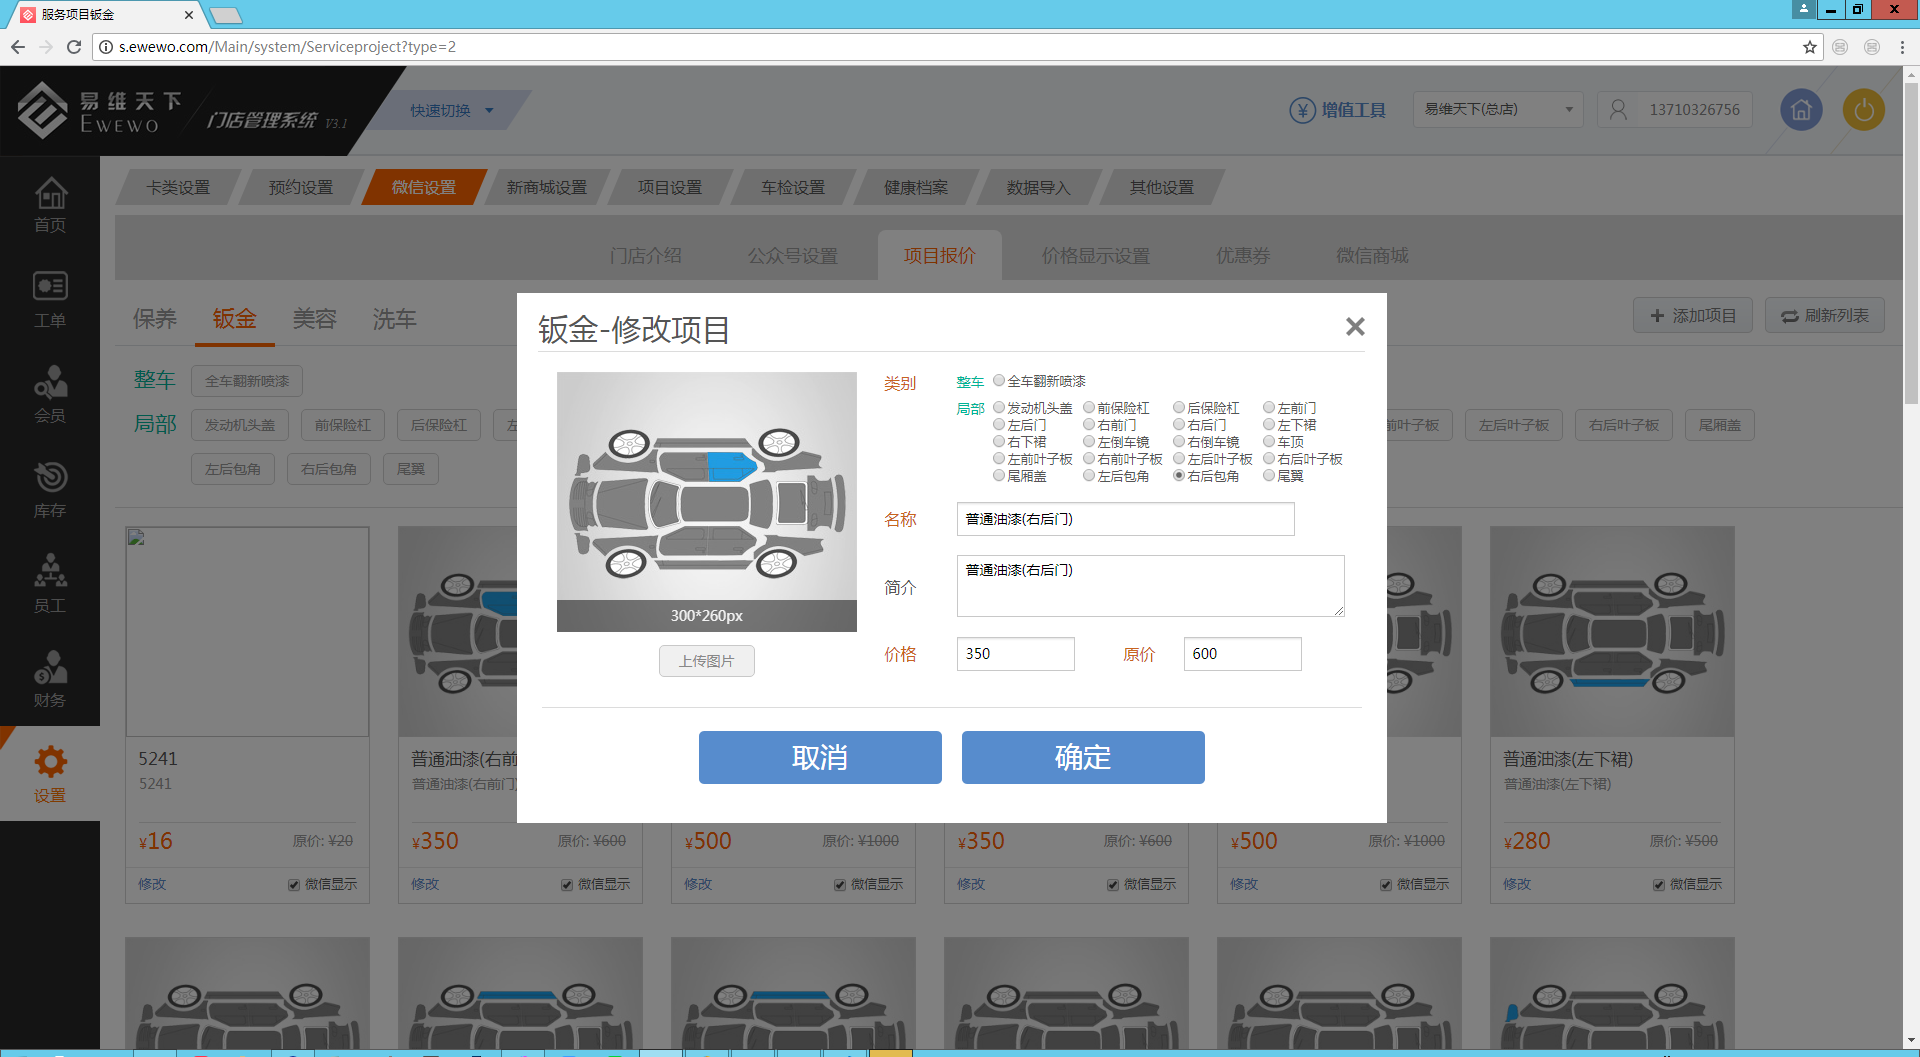 服务项目钣金
s.ewewo.com/Main/system/Serviceproject?type=2
易维天下
EWEWO
门店管理系统 V3.1
快速切换
增值工具
易维天下(总店)
13710326756
首页
工单
会员
库存
员工
财务
设置
卡类设置 预约设置 微信设置 新商城设置 项目设置 车检设置 健康档案 数据导入 其他设置
门店介绍 公众号设置 项目报价 价格显示设置 优惠券 微信商城
保养 钣金 美容 洗车
添加项目 刷新列表
整车 全车翻新喷漆
局部 发动机头盖 前保险杠 后保险杠 左
前叶子板 左后叶子板 右后叶子板 尾厢盖
左后包角 右后包角 尾翼
钣金-修改项目
300*260px
上传图片
类别 整车 全车翻新喷漆
局部 发动机头盖 前保险杠 后保险杠 左前门
左后门 右前门 右后门 左下裙
右下裙 左倒车镜 右倒车镜 车顶
左前叶子板 右前叶子板 左后叶子板 右后叶子板
尾厢盖 左后包角 右后包角 尾翼
名称 普通油漆(右后门)
简介 普通油漆(右后门)
价格 350 原价 600
取消 确定
5241
5241
¥16 原价: ¥20
修改 微信显示
普通油漆(右前
普通油漆(右前门)
¥350 原价: ¥600
修改 微信显示
¥500 原价: ¥1000
修改 微信显示
¥350 原价: ¥600
修改 微信显示
¥500 原价: ¥1000
修改 微信显示
普通油漆(左下裙)
普通油漆(左下裙)
¥280 原价: ¥500
修改 微信显示